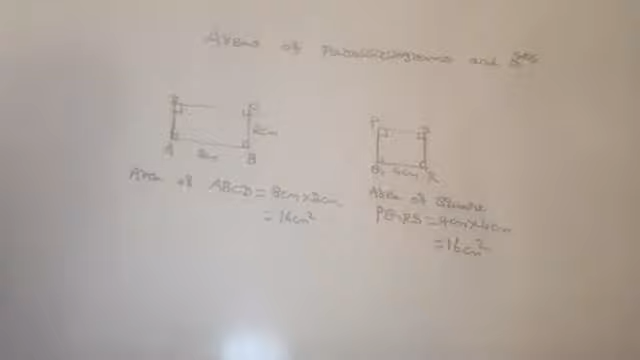 Areas of Parallelograms and
D C
2cm
A 8cm B
Area of ABCD = 8cm x 2cm
= 16cm²
P S
Q 4cm R
Area of Square
PQRS = 4cm x 4cm
= 16cm²